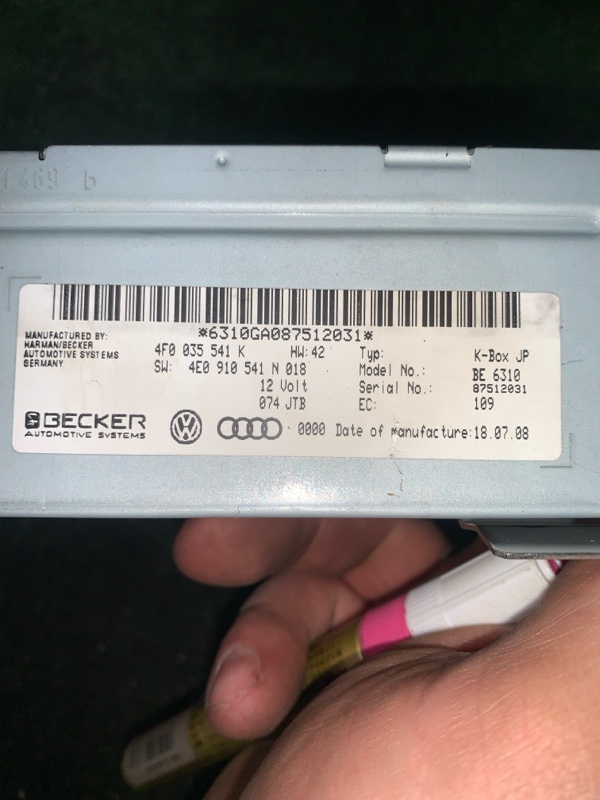 1469 b
*6310GA087512031*
MANUFACTURED BY:
HARMAN/BECKER
AUTOMOTIVE SYSTEMS
GERMANY
4F0 035 541 K HW: 42
SW: 4E0 910 541 N 018
12 Volt
074 JTB
Typ: K-Box JP
Model No.: BE 6310
Serial No.: 87512031
EC: 109
BECKER
AUTOMOTIVE SYSTEMS
0000 Date of manufacture: 18.07.08